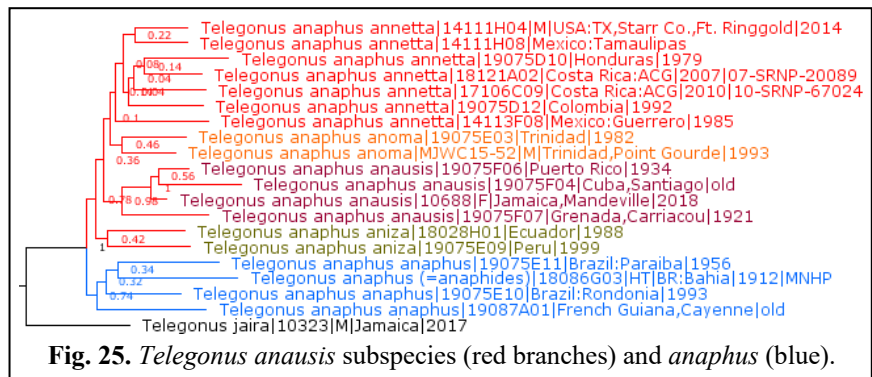 Telegonus anaphus annetta|14111H04|M|USA:TX,Starr Co.,Ft. Ringgold|2014
0.22
Telegonus anaphus annetta|14111H08|Mexico:Tamaulipas
Telegonus anaphus annetta|19075D10|Honduras|1979
0.08
0.14
Telegonus anaphus annetta|18121A02|Costa Rica:ACG|2007|07-SRNP-20089
0.04
Telegonus anaphus annetta|17106C09|Costa Rica:ACG|2010|10-SRNP-67024
Telegonus anaphus annetta|19075D12|Colombia|1992
0.1
Telegonus anaphus annetta|14113F08|Mexico:Guerrero|1985
0.46
Telegonus anaphus anoma|19075E03|Trinidad|1982
0.36
Telegonus anaphus anoma|MJWC15-52|M|Trinidad,Point Gourde|1993
Telegonus anaphus anausis|19075F06|Puerto Rico|1934
0.56
Telegonus anaphus anausis|19075F04|Cuba,Santiago|old
1
0.78
0.98
Telegonus anaphus anausis|10688|F|Jamaica,Mandeville|2018
Telegonus anaphus anausis|19075F07|Grenada,Carriacou|1921
Telegonus anaphus aniza|18028H01|Ecuador|1988
0.42
1
Telegonus anaphus aniza|19075E09|Peru|1999
Telegonus anaphus anaphus|19075E11|Brazil:Paraiba|1956
0.34
Telegonus anaphus (=anaphides)|18086G03|HT|BR:Bahia|1912|MNHP
0.32
Telegonus anaphus anaphus|19075E10|Brazil:Rondonia|1993
0.74
Telegonus anaphus anaphus|19087A01|French Guiana,Cayenne|old
Telegonus jaira|10323|M|Jamaica|2017
Fig. 25. Telegonus anausis subspecies (red branches) and anaphus (blue).